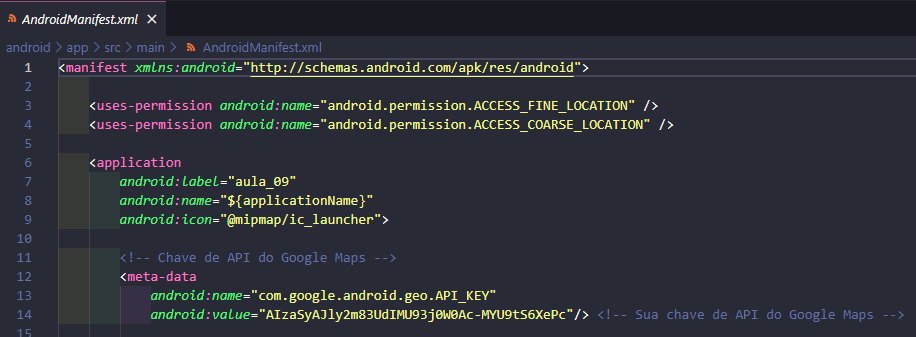 AndroidManifest.xml ×
android > app > src > main > AndroidManifest.xml
1 <manifest xmlns:android="http://schemas.android.com/apk/res/android">
2
3 <uses-permission android:name="android.permission.ACCESS_FINE_LOCATION" />
4 <uses-permission android:name="android.permission.ACCESS_COARSE_LOCATION" />
5
6 <application
7 android:label="aula_09"
8 android:name="${applicationName}"
9 android:icon="@mipmap/ic_launcher">
10
11 <!-- Chave de API do Google Maps -->
12 <meta-data
13 android:name="com.google.android.geo.API_KEY"
14 android:value="AIzaSyAJly2m83UdIMU93j0W0Ac-MYU9tS6XePc"/> <!-- Sua chave de API do Google Maps -->
15